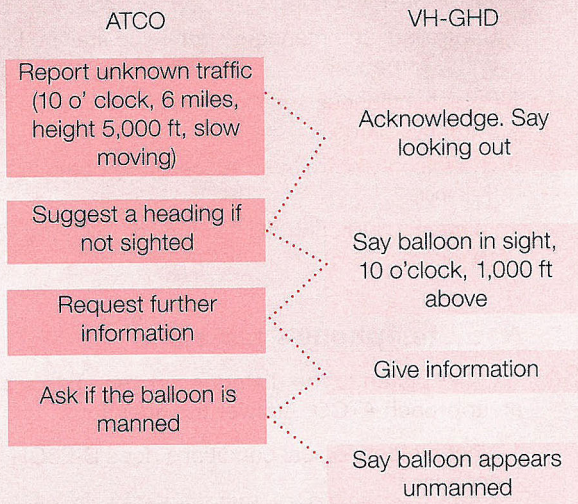 ATCO
VH-GHD
Report unknown traffic
(10 o' clock, 6 miles,
height 5,000 ft, slow
moving)
Acknowledge. Say
looking out
Suggest a heading if
not sighted
Say balloon in sight,
10 o'clock, 1,000 ft
above
Request further
information
Give information
Ask if the balloon is
manned
Say balloon appears
unmanned